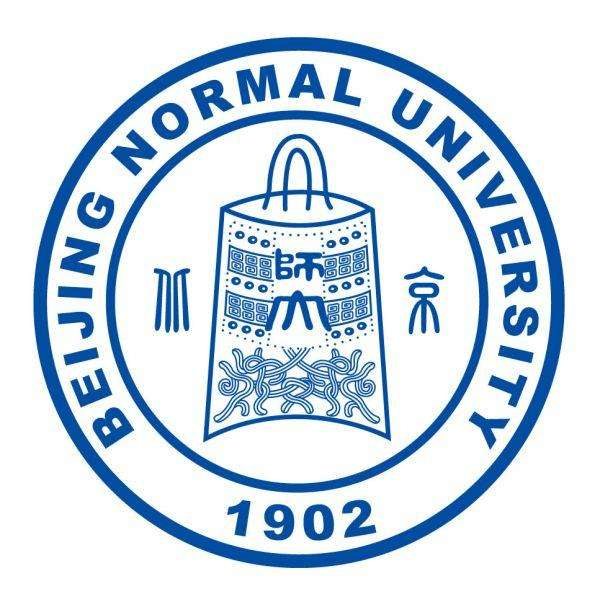 BEIJING NORMAL UNIVERSITY
北 京
師
大
1902